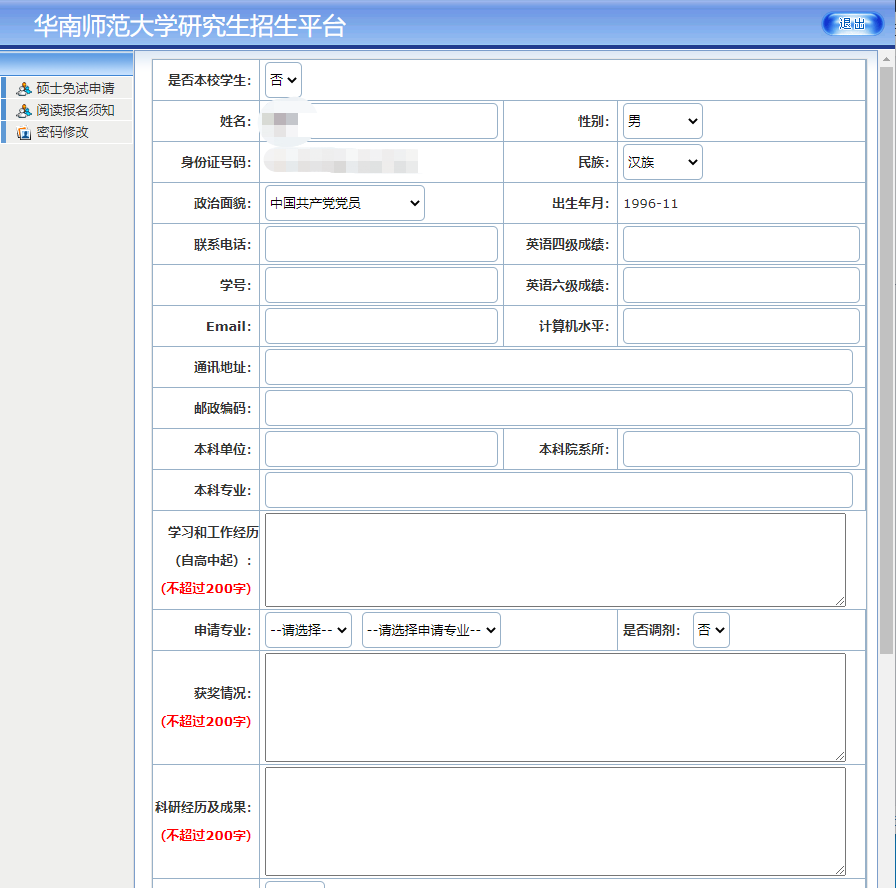 华南师范大学研究生招生平台
退出
硕士免试申请
阅读报名须知
密码修改
是否本校学生: 否
姓名: 性别: 男
身份证号码: 民族: 汉族
政治面貌: 中国共产党党员 出生年月: 1996-11
联系电话: 英语四级成绩:
学号: 英语六级成绩:
Email: 计算机水平:
通讯地址:
邮政编码:
本科单位: 本科院系所:
本科专业:
学习和工作经历
(自高中起) :
(不超过200字)
申请专业: --请选择-- --请选择申请专业-- 是否调剂: 否
获奖情况:
(不超过200字)
科研经历及成果:
(不超过200字)